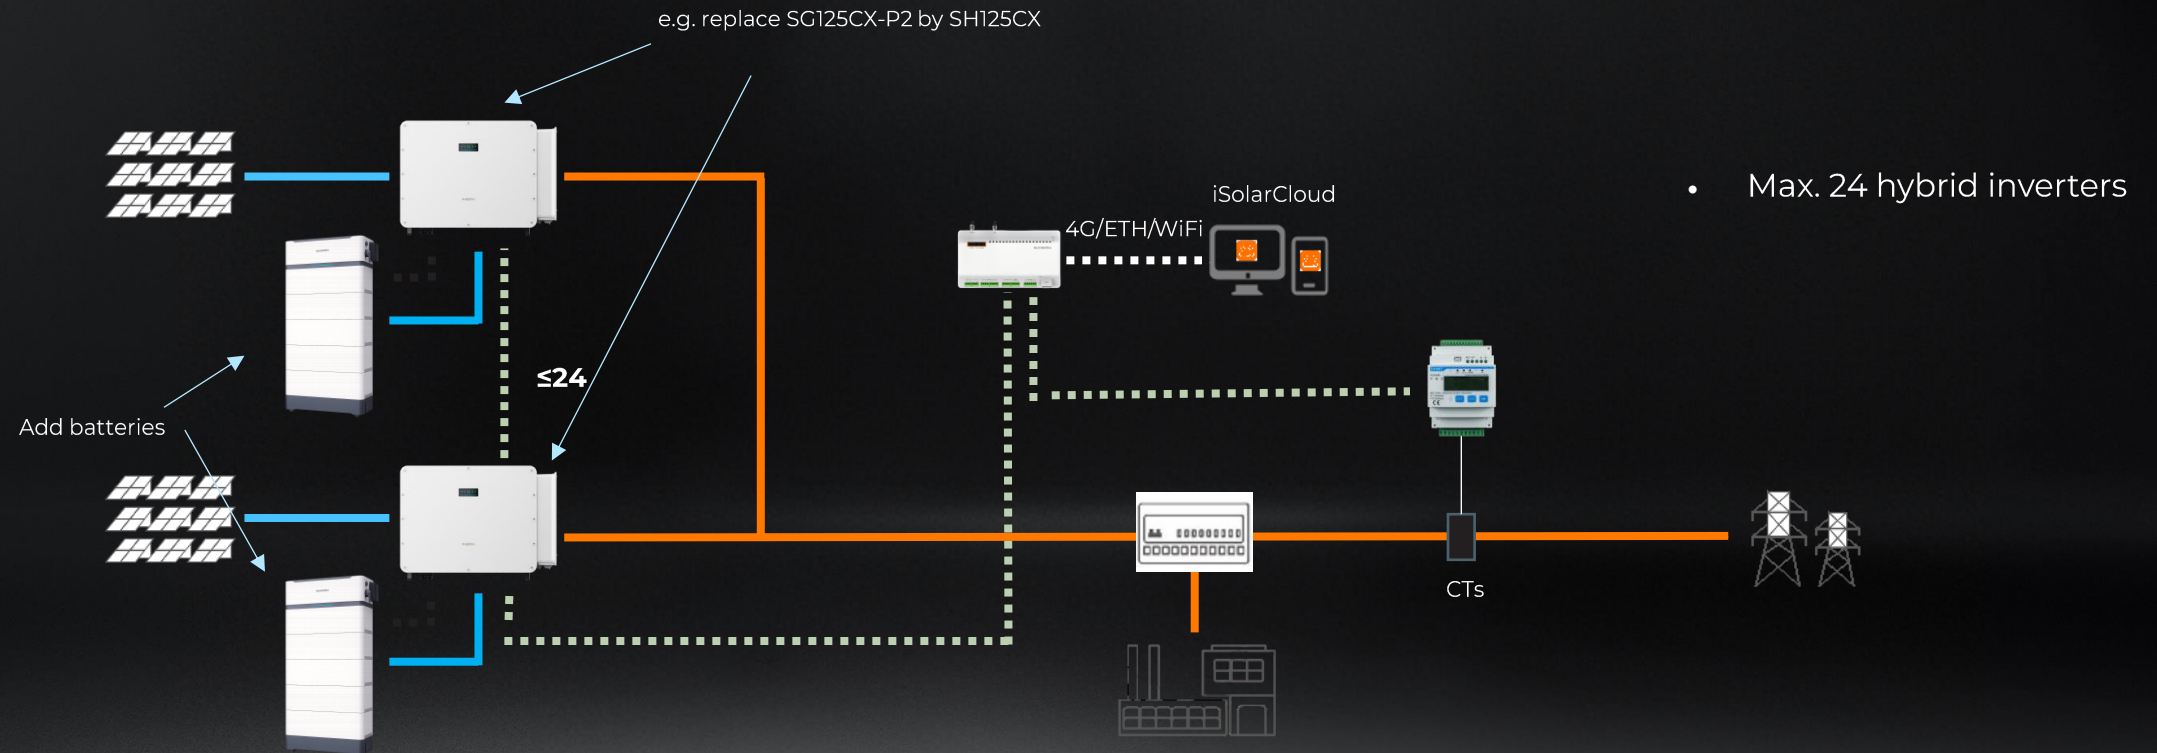 e.g. replace SG125CX-P2 by SH125CX
• Max. 24 hybrid inverters
iSolarCloud
4G/ETH/WiFi
≤24
Add batteries
CTs